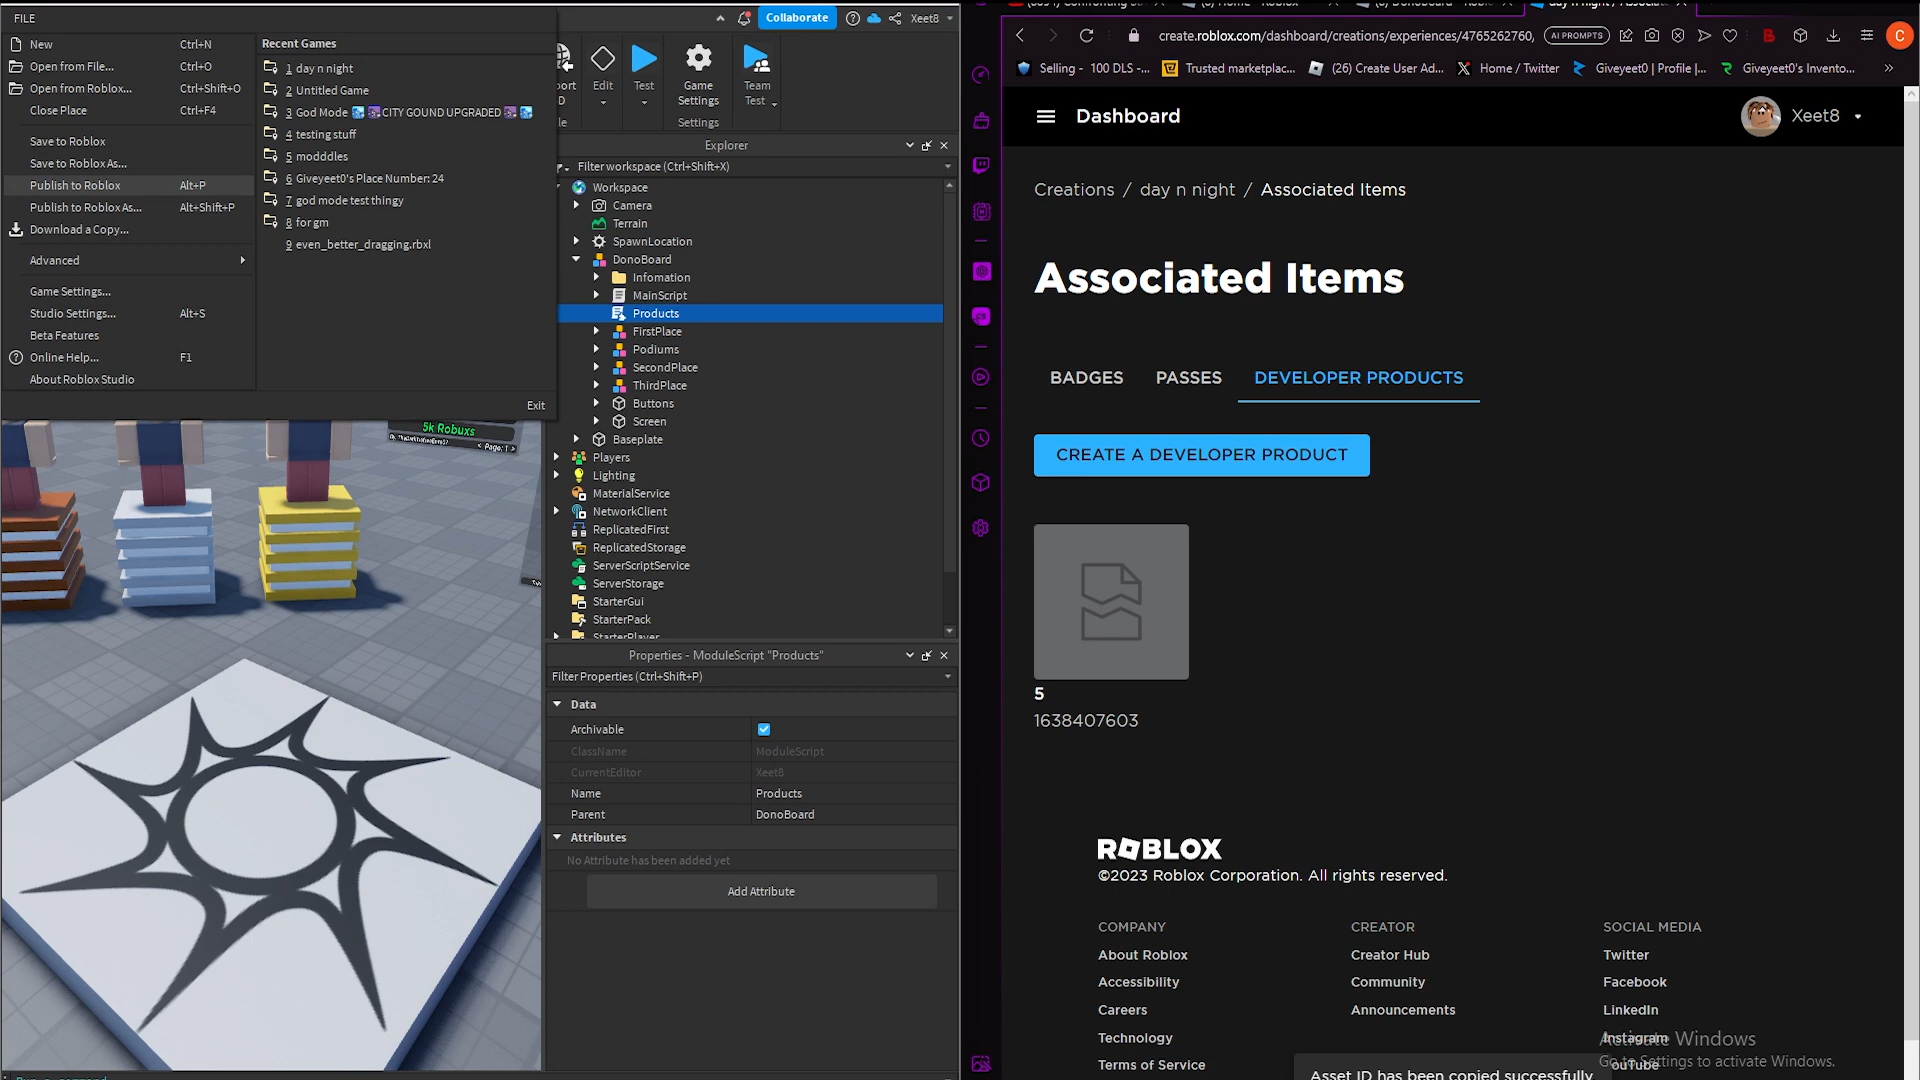 FILE
New Ctrl+N
Open from File... Ctrl+O
Open from Roblox... Ctrl+Shift+O
Close Place Ctrl+F4
Save to Roblox
Save to Roblox As...
Publish to Roblox Alt+P
Publish to Roblox As... Alt+Shift+P
Download a Copy...
Advanced
Game Settings...
Studio Settings... Alt+S
Beta Features
Online Help... F1
About Roblox Studio
Recent Games
1 day n night
2 Untitled Game
3 God Mode CITY GOUND UPGRADED
4 testing stuff
5 modddles
6 Giveyeet0's Place Number: 24
7 god mode test thingy
8 for gm
9 even_better_dragging.rbxl
Exit
5k Robuxs
< Page: 1 >
Collaborate
Xeet8
Edit
Test
Game Settings
Team Test
Settings
Explorer
Filter workspace (Ctrl+Shift+X)
Workspace
Camera
Terrain
SpawnLocation
DonoBoard
Infomation
MainScript
Products
FirstPlace
Podiums
SecondPlace
ThirdPlace
Buttons
Screen
Baseplate
Players
Lighting
MaterialService
NetworkClient
ReplicatedFirst
ReplicatedStorage
ServerScriptService
ServerStorage
StarterGui
StarterPack
StarterPlayer
Properties - ModuleScript "Products"
Filter Properties (Ctrl+Shift+P)
Data
Archivable
ClassName ModuleScript
CurrentEditor Xeet8
Name Products
Parent DonoBoard
Attributes
No Attribute has been added yet
Add Attribute
create.roblox.com/dashboard/creations/experiences/4765262760,
AI PROMPTS
C
Selling - 100 DLS -...
Trusted marketplac...
(26) Create User Ad...
Home / Twitter
Giveyeet0 | Profile |...
Giveyeet0's Invento...
Dashboard
Xeet8
Creations / day n night / Associated Items
Associated Items
BADGES
PASSES
DEVELOPER PRODUCTS
CREATE A DEVELOPER PRODUCT
5
1638407603
ROBLOX
©2023 Roblox Corporation. All rights reserved.
COMPANY
About Roblox
Accessibility
Careers
Technology
Terms of Service
CREATOR
Creator Hub
Community
Announcements
SOCIAL MEDIA
Twitter
Facebook
LinkedIn
Instagram
YouTube
Activate Windows
Go to Settings to activate Windows.
Asset ID has been copied successfully